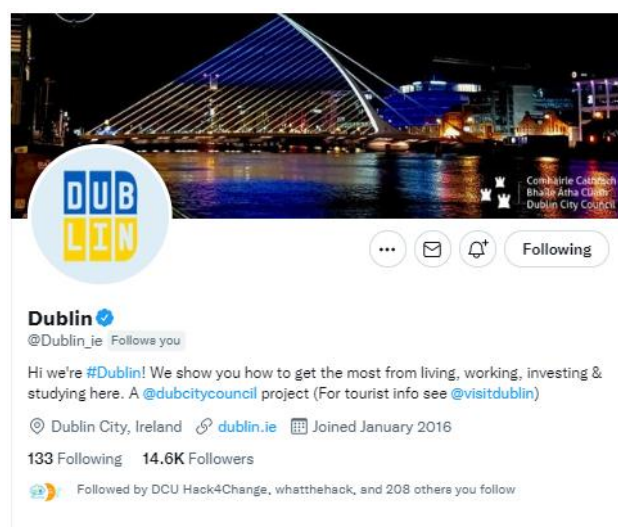 Comhairle Cathrach
Bhaile Átha Cliath
Dublin City Council
DUB
LIN
Following
Dublin
@Dublin_ie Follows you
Hi we're #Dublin! We show you how to get the most from living, working, investing &
studying here. A @dubcitycouncil project (For tourist info see @visitdublin)
Dublin City, Ireland dublin.ie Joined January 2016
133 Following 14.6K Followers
Followed by DCU Hack4Change, whatthehack, and 208 others you follow